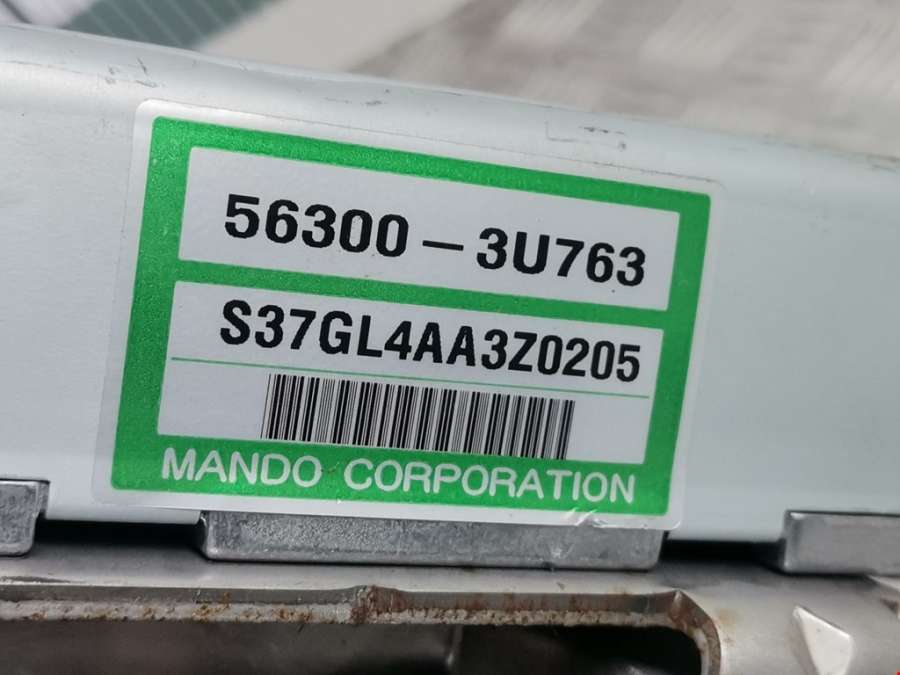 56300-3U763
S37GL4AA3Z0205
MANDO CORPORATION